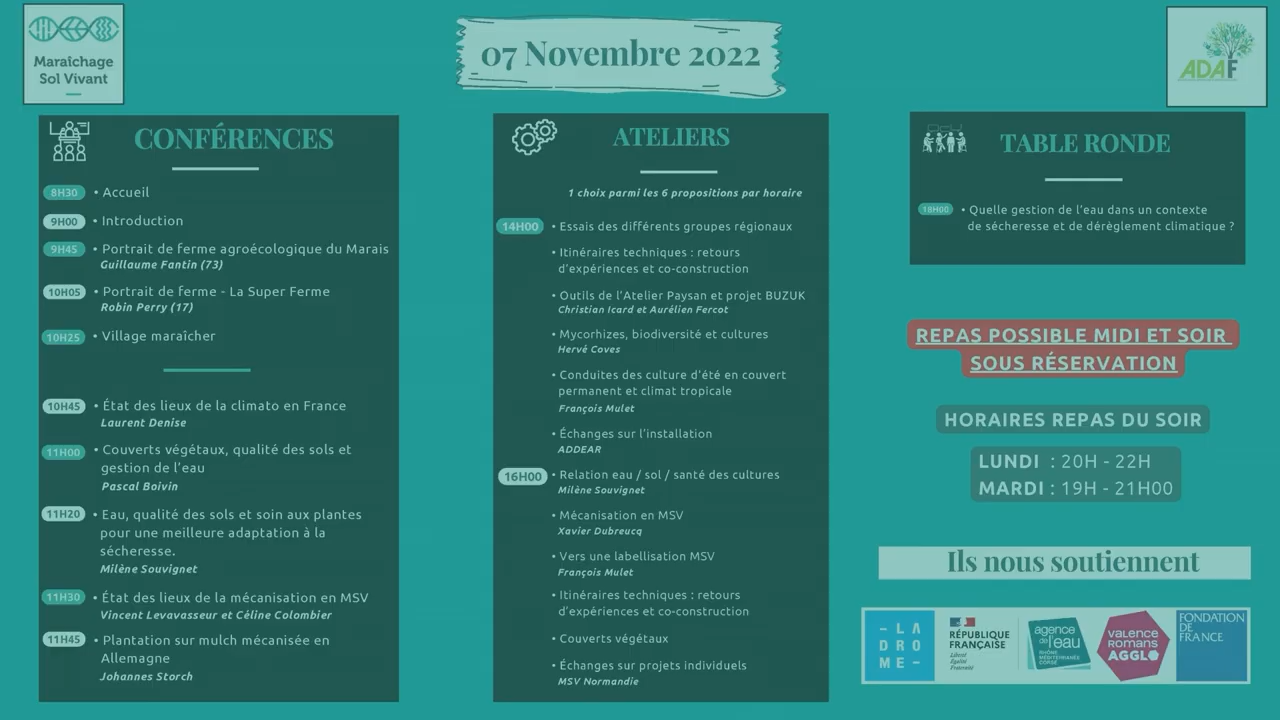 Maraîchage
Sol Vivant
07 Novembre 2022
ADAF
CONFÉRENCES
8H30 • Accueil
9H00 • Introduction
9H45 • Portrait de ferme agroécologique du Marais
Guillaume Fantin (73)
10H05 • Portrait de ferme - La Super Ferme
Robin Perry (17)
10H25 • Village maraîcher
10H45 • État des lieux de la climato en France
Laurent Denise
11H00 • Couverts végétaux, qualité des sols et
gestion de l'eau
Pascal Boivin
11H20 • Eau, qualité des sols et soin aux plantes
pour une meilleure adaptation à la
sécheresse.
Milène Souvignet
11H30 • État des lieux de la mécanisation en MSV
Vincent Levavasseur et Céline Colombier
11H45 • Plantation sur mulch mécanisée en
Allemagne
Johannes Storch
ATELIERS
1 choix parmi les 6 propositions par horaire
14H00 • Essais des différents groupes régionaux
• Itinéraires techniques : retours
d'expériences et co-construction
• Outils de l'Atelier Paysan et projet BUZUK
Christian Icard et Aurélien Fercot
• Mycorhizes, biodiversité et cultures
Hervé Coves
• Conduites des culture d'été en couvert
permanent et climat tropicale
François Mulet
• Échanges sur l'installation
ADDEAR
16H00 • Relation eau / sol / santé des cultures
Milène Souvignet
• Mécanisation en MSV
Xavier Dubreucq
• Vers une labellisation MSV
François Mulet
• Itinéraires techniques : retours
d'expériences et co-construction
• Couverts végétaux
• Échanges sur projets individuels
MSV Normandie
TABLE RONDE
18H00 • Quelle gestion de l'eau dans un contexte
de sécheresse et de dérèglement climatique ?
REPAS POSSIBLE MIDI ET SOIR
SOUS RÉSERVATION
HORAIRES REPAS DU SOIR
LUNDI : 20H - 22H
MARDI : 19H - 21H00
Ils nous soutiennent
– L A
D R O
M E –
RÉPUBLIQUE
FRANÇAISE
Liberté
Égalité
Fraternité
agence
de l'eau
RHÔNE
MÉDITERRANÉE
CORSE
valence
romans
AGGLO
FONDATION
DE
FRANCE